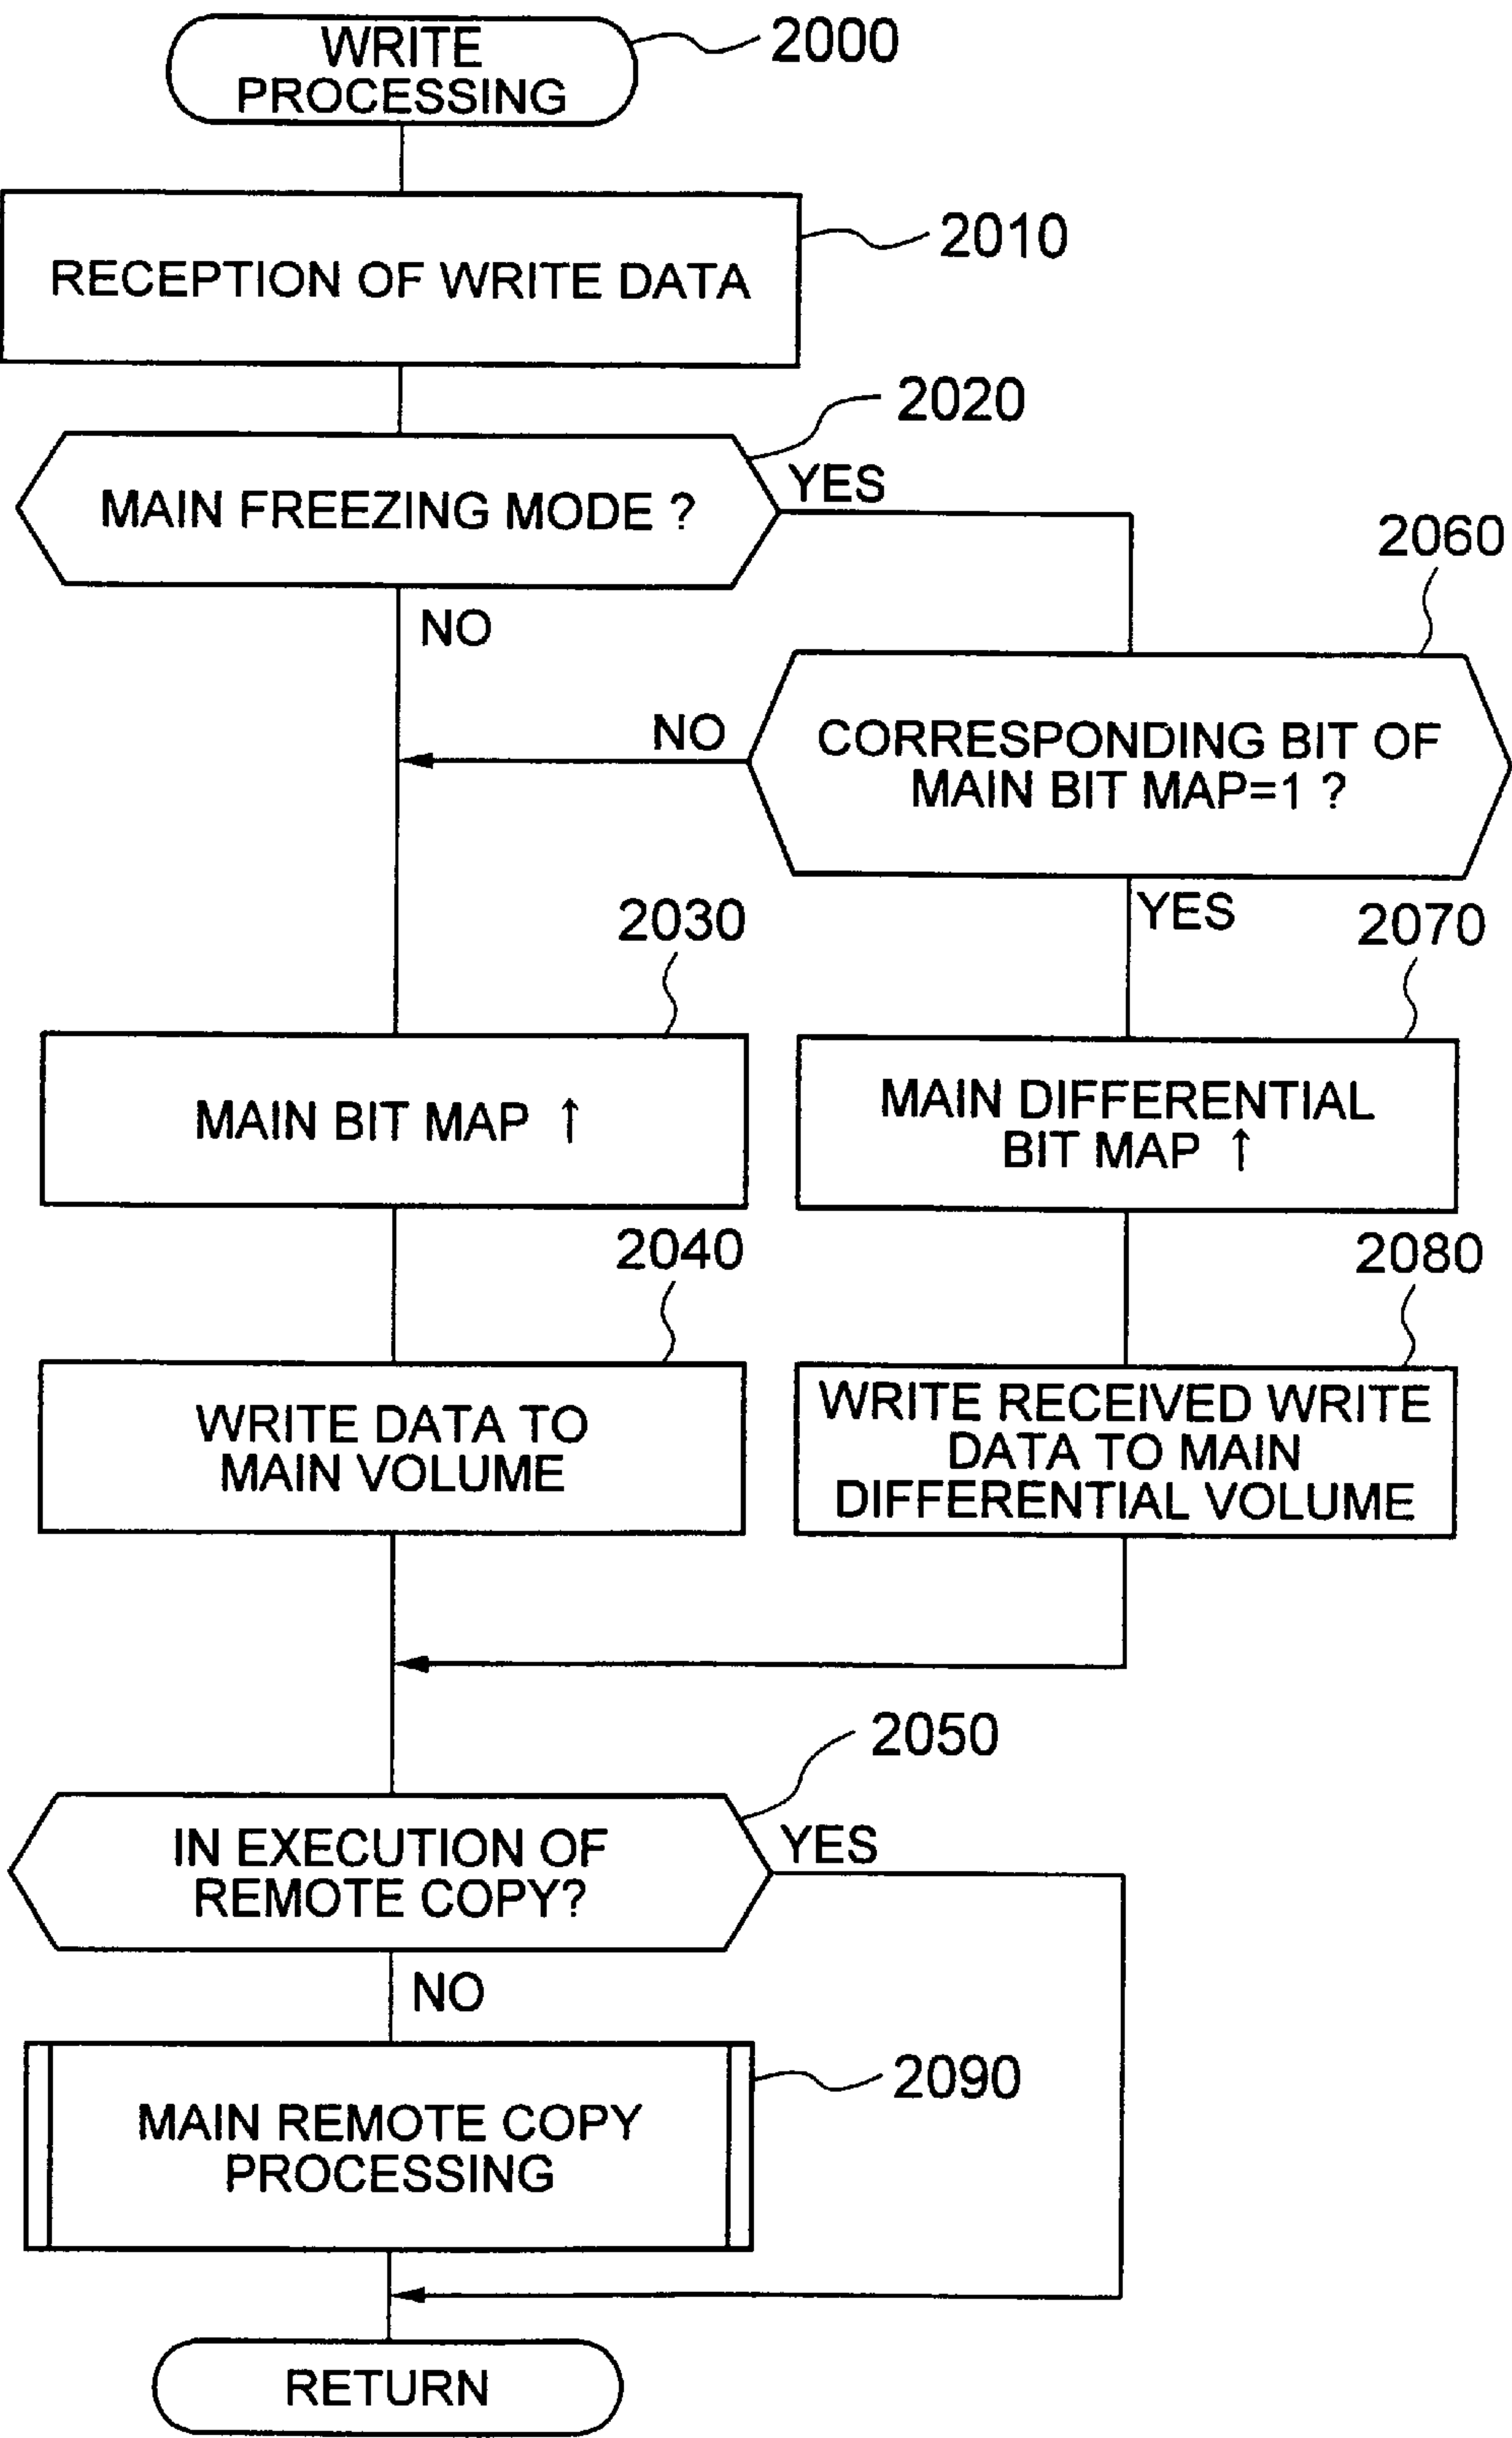 WRITE
PROCESSING
2000
RECEPTION OF WRITE DATA
2010
2020
MAIN FREEZING MODE ?
YES
NO
2060
CORRESPONDING BIT OF
MAIN BIT MAP=1 ?
NO
YES
2030
MAIN BIT MAP ↑
2070
MAIN DIFFERENTIAL
BIT MAP ↑
2040
WRITE DATA TO
MAIN VOLUME
2080
WRITE RECEIVED WRITE
DATA TO MAIN
DIFFERENTIAL VOLUME
2050
IN EXECUTION OF
REMOTE COPY?
YES
NO
2090
MAIN REMOTE COPY
PROCESSING
RETURN